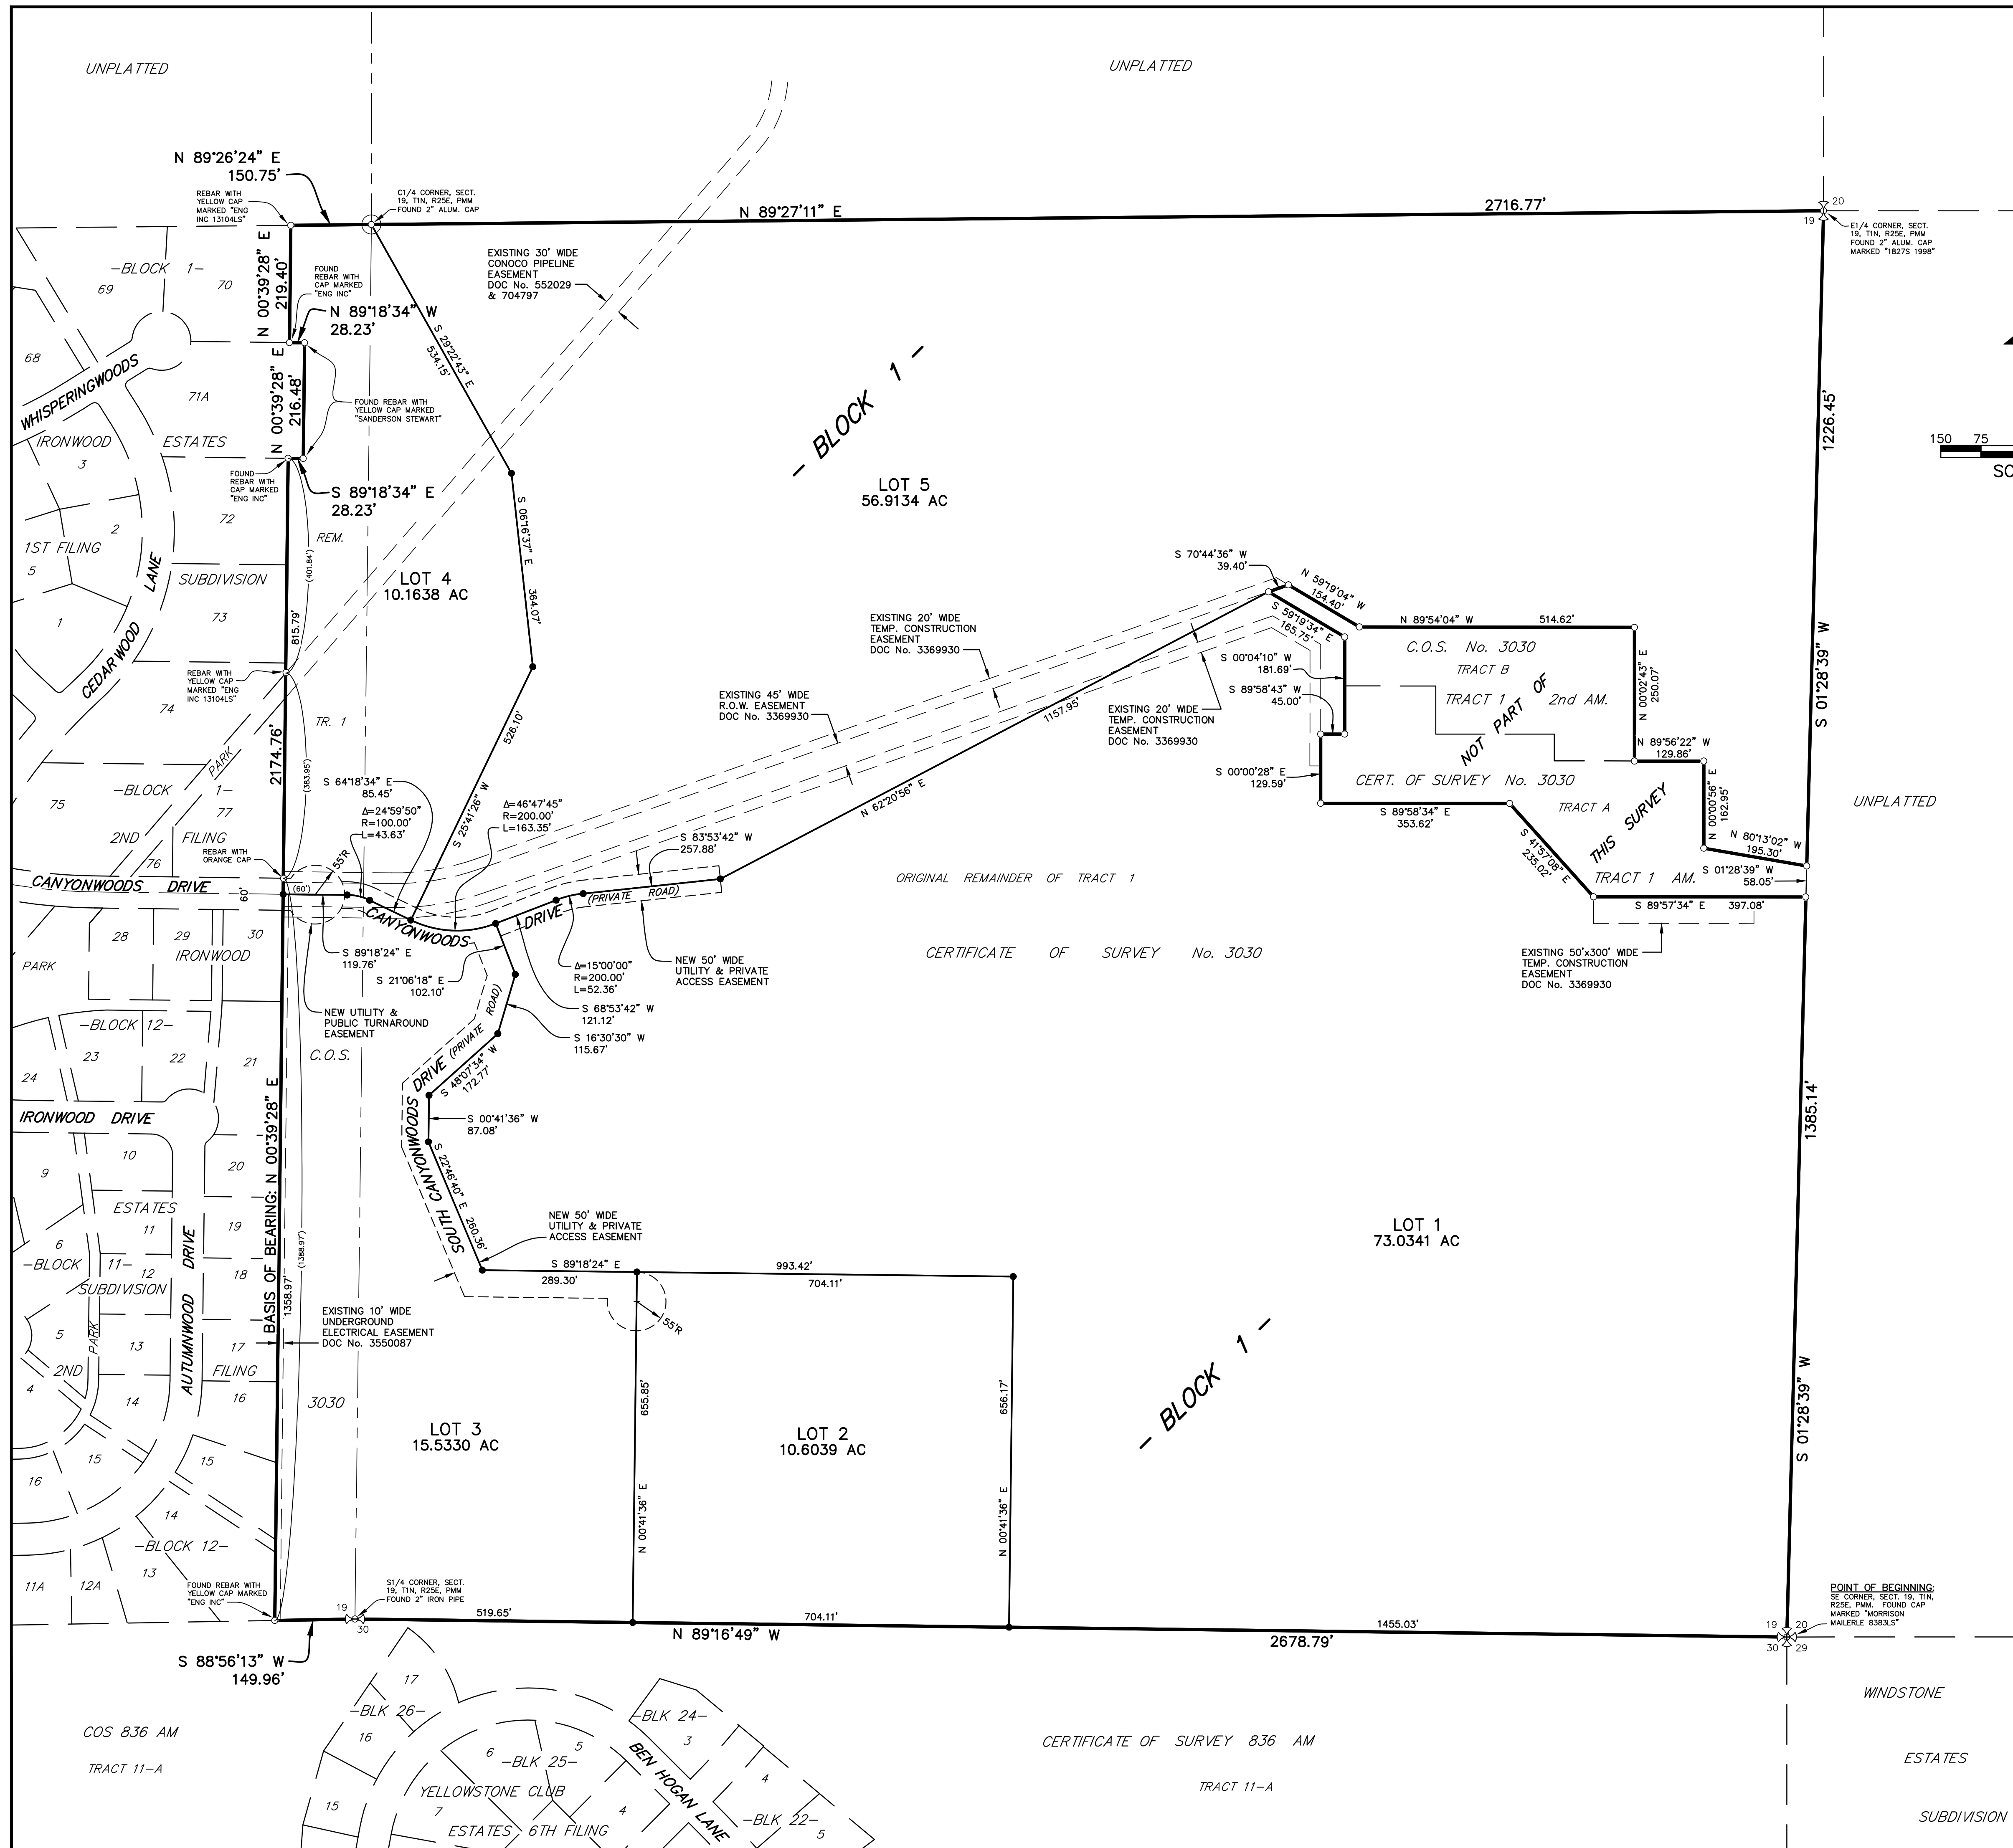 UNPLATTED
UNPLATTED
N 89°26'24" E
150.75'
REBAR WITH
YELLOW CAP
MARKED "ENG
INC 13104LS"
C1/4 CORNER, SECT.
19, T1N, R25E, PMM
FOUND 2" ALUM. CAP
N 89°27'11" E
2716.77'
20
19
E1/4 CORNER, SECT.
19, T1N, R25E, PMM
FOUND 2" ALUM. CAP
MARKED "1827S 1998"
EXISTING 30' WIDE
CONOCO PIPELINE
EASEMENT
DOC No. 552029
& 704797
-BLOCK 1-
69
70
N 00°39'28" E
219.40'
FOUND
REBAR WITH
CAP MARKED
"ENG INC"
N 89°18'34" W
28.23'
68
WHISPERINGWOODS
71A
N 00°39'28" E
216.48'
FOUND REBAR WITH
YELLOW CAP MARKED
"SANDERSON STEWART"
S 29°22'43" E
534.15'
- BLOCK 1 -
1226.45'
150 75
SC
IRONWOOD
ESTATES
3
FOUND
REBAR WITH
CAP MARKED
"ENG INC"
S 89°18'34" E
28.23'
LOT 5
56.9134 AC
2
72
REM.
S 06°16'37" E
364.07'
1ST FILING
5
LANE
CEDARWOOD
SUBDIVISION
(401.84')
LOT 4
10.1638 AC
1
73
815.79'
S 70°44'36" W
39.40'
N 59°19'04" W
154.40'
S 59°19'34" E
165.75'
N 89°54'04" W
514.62'
EXISTING 20' WIDE
TEMP. CONSTRUCTION
EASEMENT
DOC No. 3369930
C.O.S. No. 3030
TRACT B
S 00°04'10" W
181.69'
S 01°28'39" W
REBAR WITH
YELLOW CAP
MARKED "ENG
INC 13104LS"
74
TR. 1
EXISTING 45' WIDE
R.O.W. EASEMENT
DOC No. 3369930
1157.95'
EXISTING 20' WIDE
TEMP. CONSTRUCTION
EASEMENT
DOC No. 3369930
S 89°58'43" W
45.00'
TRACT 1 2nd AM.
NOT PART OF
THIS SURVEY
N 00°02'43" E
250.07'
N 89°56'22" W
129.86'
2174.76'
PARK
526.10'
S 25°41'26" W
S 00°00'28" E
129.59'
CERT. OF SURVEY No. 3030
TRACT A
N 00°00'56" E
162.95'
UNPLATTED
75
-BLOCK 1-
77
(383.95')
S 64°18'34" E
85.45'
Δ=24°59'50"
R=100.00'
L=43.63'
Δ=46°47'45"
R=200.00'
L=163.35'
N 62°20'56" E
S 89°58'34" E
353.62'
2ND
FILING
76
REBAR WITH
ORANGE CAP
55'R
S 83°53'42" W
257.88'
S 41°57'08" E
235.02'
N 80°13'02" W
195.30'
S 01°28'39" W
58.05'
CANYONWOODS DRIVE
60'
(60')
CANYONWOODS
DRIVE
(PRIVATE ROAD)
ORIGINAL REMAINDER OF TRACT 1
TRACT 1 AM.
S 89°57'34" E
397.08'
28
29
30
IRONWOOD
PARK
S 89°18'24" E
119.76'
S 21°06'18" E
102.10'
Δ=15°00'00"
R=200.00'
L=52.36'
NEW 50' WIDE
UTILITY & PRIVATE
ACCESS EASEMENT
CERTIFICATE OF SURVEY No. 3030
EXISTING 50'x300' WIDE
TEMP. CONSTRUCTION
EASEMENT
DOC No. 3369930
NEW UTILITY &
PUBLIC TURNAROUND
EASEMENT
S 68°53'42" W
121.12'
S 16°30'30" W
115.67'
-BLOCK 12-
23
22
21
24
C.O.S.
SOUTH CANYONWOODS DRIVE (PRIVATE ROAD)
S 48°07'34" W
172.77'
1385.14'
IRONWOOD DRIVE
S 00°41'36" W
87.08'
9
10
20
BASIS OF BEARING: N 00°39'28" E
S 22°46'40" E
260.36'
ESTATES
11
19
6
-BLOCK 11-
12
18
SUBDIVISION
AUTUMNWOOD DRIVE
(1388.97')
1358.97'
NEW 50' WIDE
UTILITY & PRIVATE
ACCESS EASEMENT
LOT 1
73.0341 AC
S 89°18'24" E
289.30'
993.42'
704.11'
55'R
EXISTING 10' WIDE
UNDERGROUND
ELECTRICAL EASEMENT
DOC No. 3550087
5
PARK
13
17
2ND
FILING
4
14
16
3030
655.85'
656.17'
- BLOCK 1 -
S 01°28'39" W
LOT 3
15.5330 AC
LOT 2
10.6039 AC
15
15
16
14
N 00°41'36" E
N 00°41'36" E
-BLOCK 12-
13
11A
12A
FOUND REBAR WITH
YELLOW CAP MARKED
"ENG INC"
S1/4 CORNER, SECT.
19, T1N, R25E, PMM
FOUND 2" IRON PIPE
19
30
519.65'
704.11'
1455.03'
N 89°16'49" W
2678.79'
POINT OF BEGINNING:
SE CORNER, SECT. 19, T1N,
R25E, PMM. FOUND CAP
MARKED "MORRISON
MAILERLE 8383LS"
19 20
30 29
S 88°56'13" W
149.96'
WINDSTONE
17
-BLK 26-
16
-BLK 24-
3
COS 836 AM
TRACT 11-A
6
-BLK 25-
5
BEN HOGAN LANE
CERTIFICATE OF SURVEY 836 AM
TRACT 11-A
ESTATES
YELLOWSTONE CLUB
4
15
7
4
-BLK 22-
5
ESTATES 6TH FILING
SUBDIVISION